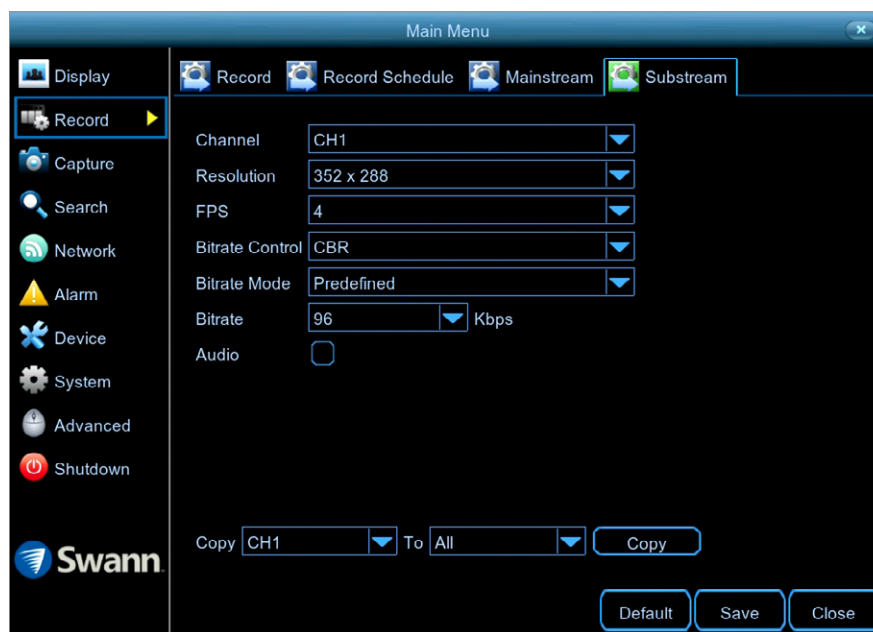 Main Menu
Display
Record
Capture
Search
Network
Alarm
Device
System
Advanced
Shutdown
Swann
Record Record Schedule Mainstream Substream
Channel CH1
Resolution 352 x 288
FPS 4
Bitrate Control CBR
Bitrate Mode Predefined
Bitrate 96 Kbps
Audio
Copy CH1 To All Copy
Default Save Close